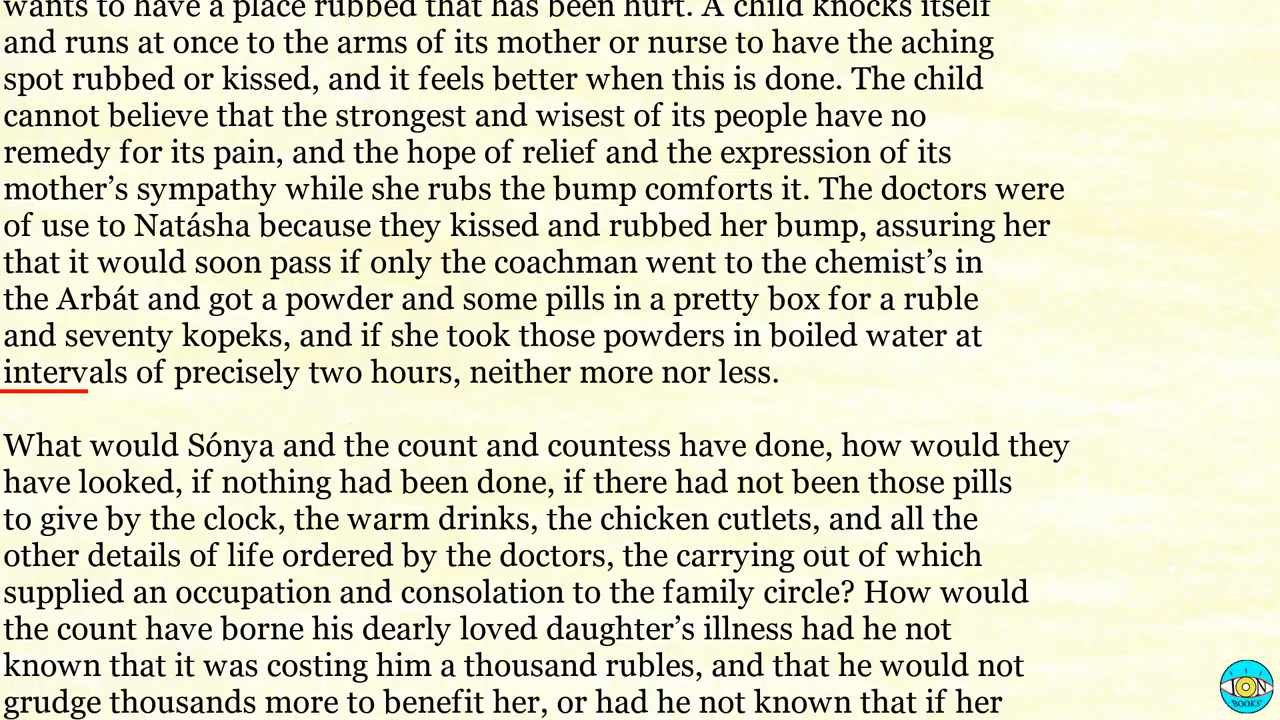 wants to have a place rubbed that has been hurt. A child knocks itself
and runs at once to the arms of its mother or nurse to have the aching
spot rubbed or kissed, and it feels better when this is done. The child
cannot believe that the strongest and wisest of its people have no
remedy for its pain, and the hope of relief and the expression of its
mother’s sympathy while she rubs the bump comforts it. The doctors were
of use to Natásha because they kissed and rubbed her bump, assuring her
that it would soon pass if only the coachman went to the chemist’s in
the Arbát and got a powder and some pills in a pretty box for a ruble
and seventy kopeks, and if she took those powders in boiled water at
intervals of precisely two hours, neither more nor less.
What would Sónya and the count and countess have done, how would they
have looked, if nothing had been done, if there had not been those pills
to give by the clock, the warm drinks, the chicken cutlets, and all the
other details of life ordered by the doctors, the carrying out of which
supplied an occupation and consolation to the family circle? How would
the count have borne his dearly loved daughter’s illness had he not
known that it was costing him a thousand rubles, and that he would not
grudge thousands more to benefit her, or had he not known that if her
ION
BOOKS